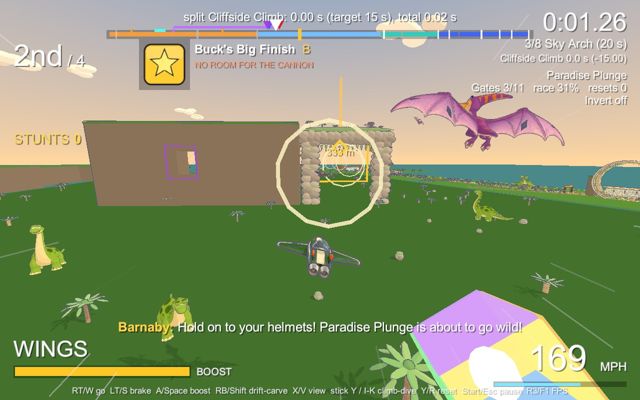 split Cliffside Climb: 0.00 s (target 15 s), total 0.02 s
0:01.26
2nd / 4
Buck's Big Finish B
NO ROOM FOR THE CANNON
3/8 Sky Arch (20 s)
Cliffside Climb 0.0 s (-15.00)
Paradise Plunge
Gates 3/11 race 31% resets 0
Invert off
STUNTS 0
Barnaby: Hold on to your helmets! Paradise Plunge is about to go wild!
WINGS
BOOST
169 MPH
RT/W go LT/S brake A/Space boost RB/Shift drift-carve X/V view stick Y / I-K climb-dive Y/R reset Start/Esc pause R3/F1 FPS